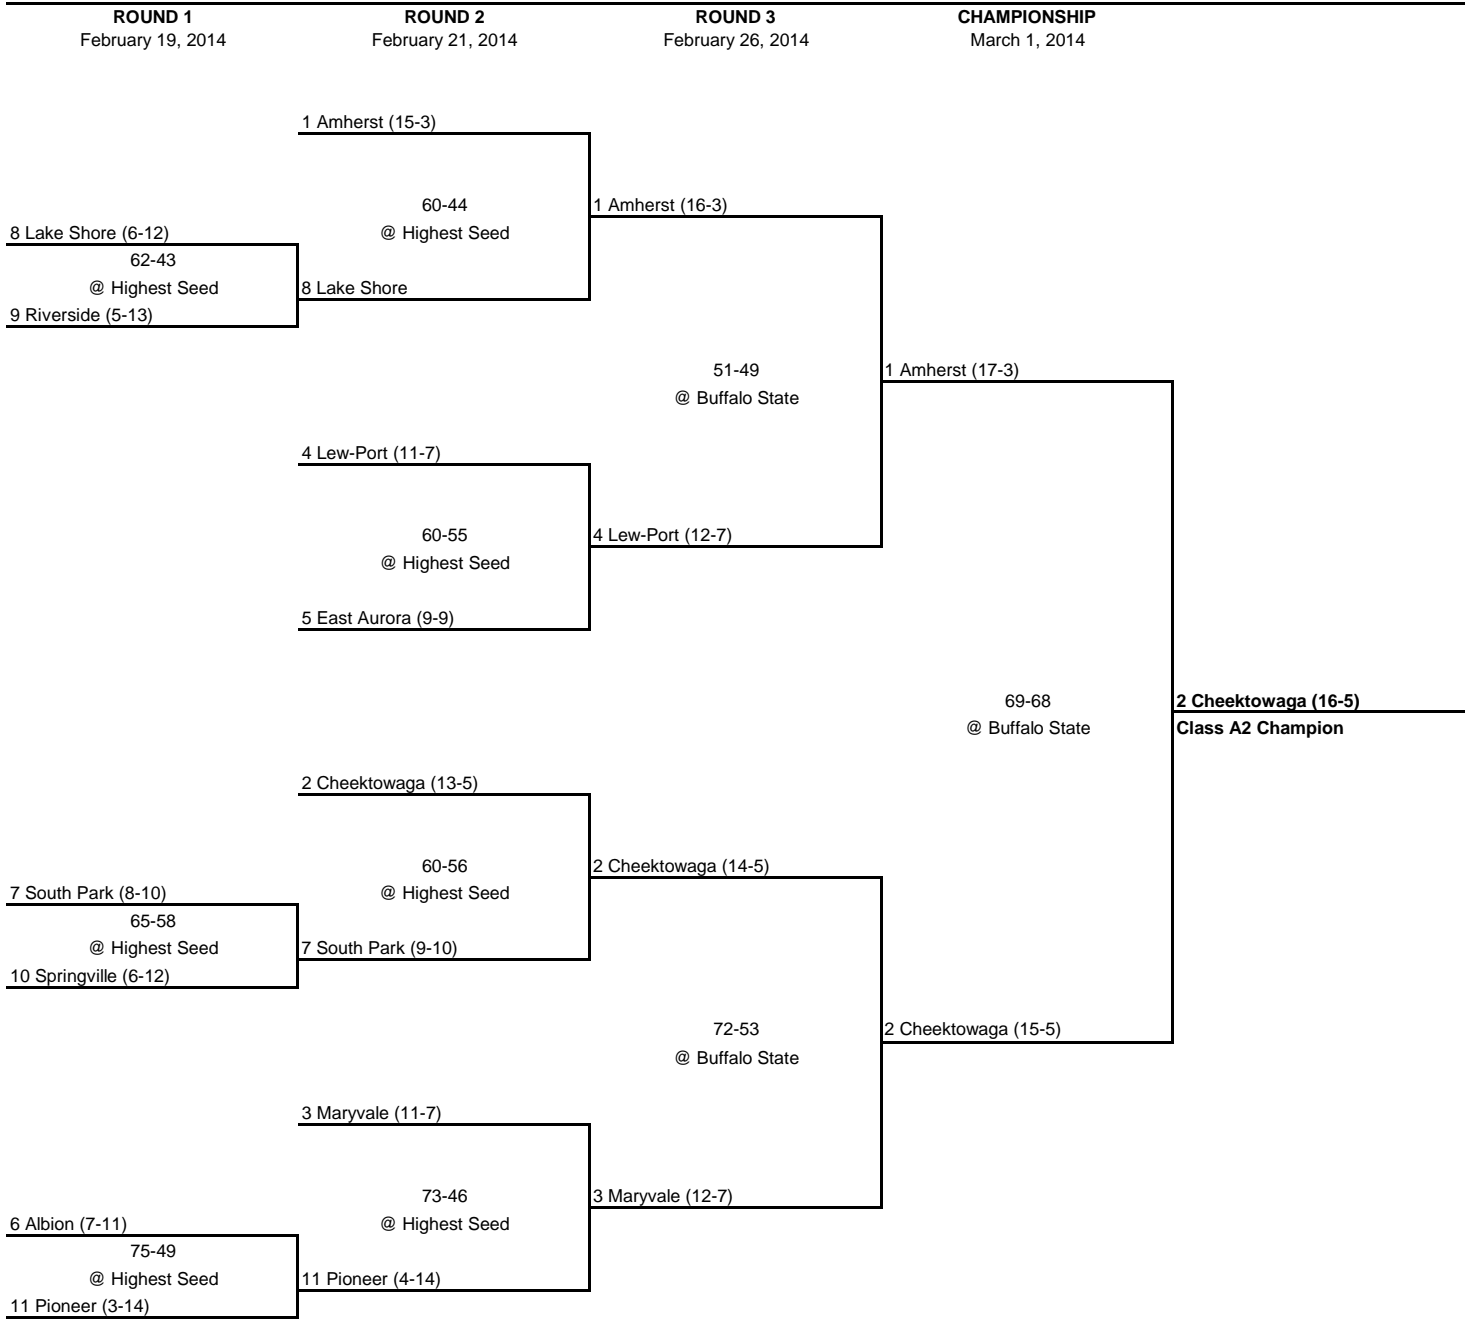 ROUND 1 ROUND 2 ROUND 3 CHAMPIONSHIP
February 19, 2014 February 21, 2014 February 26, 2014 March 1, 2014
1 Amherst (15-3)
60-44 1 Amherst (16-3)
8 Lake Shore (6-12) @ Highest Seed
62-43
@ Highest Seed 8 Lake Shore
9 Riverside (5-13)
51-49 1 Amherst (17-3)
@ Buffalo State
4 Lew-Port (11-7)
60-55 4 Lew-Port (12-7)
@ Highest Seed
5 East Aurora (9-9)
69-68 2 Cheektowaga (16-5)
@ Buffalo State Class A2 Champion
2 Cheektowaga (13-5)
60-56 2 Cheektowaga (14-5)
7 South Park (8-10) @ Highest Seed
65-58
@ Highest Seed 7 South Park (9-10)
10 Springville (6-12)
72-53 2 Cheektowaga (15-5)
@ Buffalo State
3 Maryvale (11-7)
73-46 3 Maryvale (12-7)
6 Albion (7-11) @ Highest Seed
75-49
@ Highest Seed 11 Pioneer (4-14)
11 Pioneer (3-14)